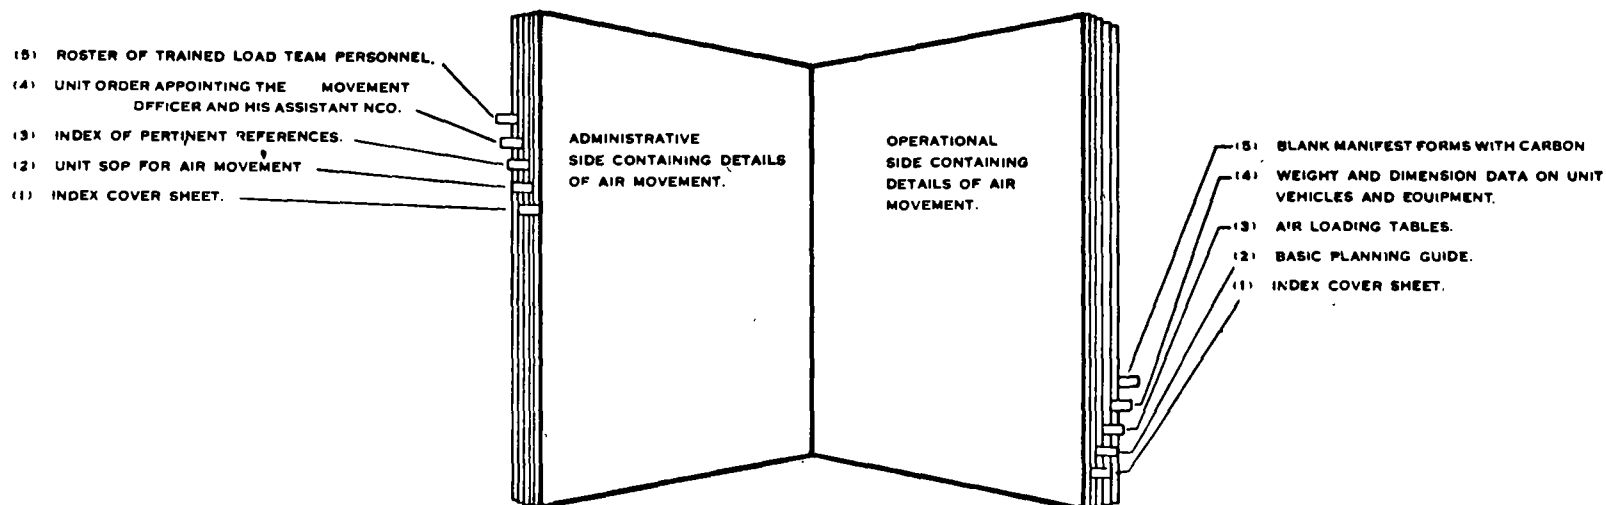 (5) ROSTER OF TRAINED LOAD TEAM PERSONNEL.
(4) UNIT ORDER APPOINTING THE MOVEMENT
OFFICER AND HIS ASSISTANT NCO.
(3) INDEX OF PERTINENT REFERENCES.
(2) UNIT SOP FOR AIR MOVEMENT
(1) INDEX COVER SHEET.
ADMINISTRATIVE
SIDE CONTAINING DETAILS
OF AIR MOVEMENT.
OPERATIONAL
SIDE CONTAINING
DETAILS OF AIR
MOVEMENT.
(5) BLANK MANIFEST FORMS WITH CARBON
(4) WEIGHT AND DIMENSION DATA ON UNIT
VEHICLES AND EQUIPMENT.
(3) AIR LOADING TABLES.
(2) BASIC PLANNING GUIDE.
(1) INDEX COVER SHEET.